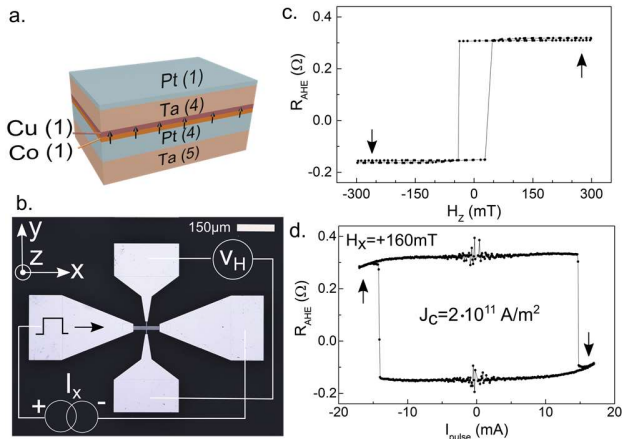 a.
Pt (1)
Ta (4)
Cu (1)
Pt (4)
Co (1)
Ta (5)
b.
150μm
y
z
x
V_H
I_x
+
-
c.
R_AHE (Ω)
0.4
0.2
0.0
-0.2
-300 -150 0 150 300
H_Z (mT)
d.
H_X=+160mT
R_AHE (Ω)
0.4
0.2
0.0
-0.2
J_C=2·10^11 A/m^2
-20 -10 0 10 20
I_pulse (mA)